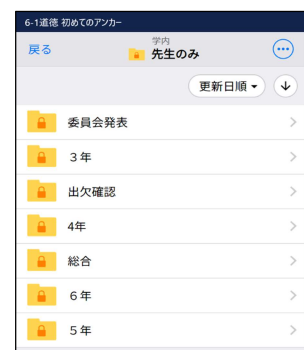 6-1道徳 初めてのアンカー
戻る
学内
先生のみ
更新日順
委員会発表
３年
出欠確認
4年
総合
６年
５年